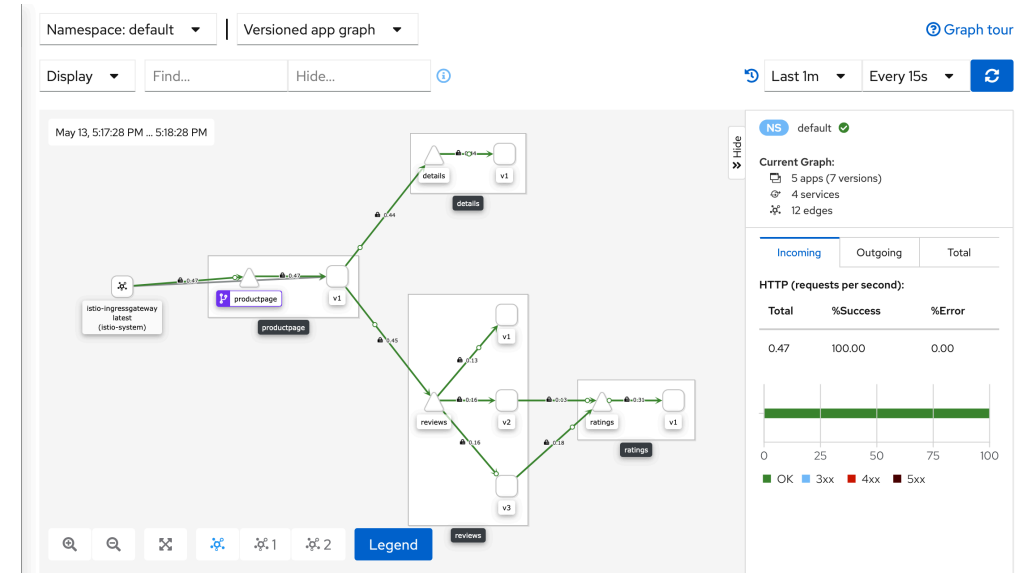 Namespace: default
Versioned app graph
Graph tour
Display
Find...
Hide...
Last 1m
Every 15s
May 13, 5:17:28 PM ... 5:18:28 PM
Hide
NS default
Current Graph:
5 apps (7 versions)
4 services
12 edges
Incoming
Outgoing
Total
HTTP (requests per second):
Total %Success %Error
0.47 100.00 0.00
0 25 50 75 100
OK 3xx 4xx 5xx
details
v1
details
0.44
0.47
0.47
istio-ingressgateway
latest
(istio-system)
productpage
v1
productpage
0.45
v1
0.13
reviews
0.16
v2
0.16
v3
reviews
0.18
ratings
0.31
v1
ratings
1
2
Legend